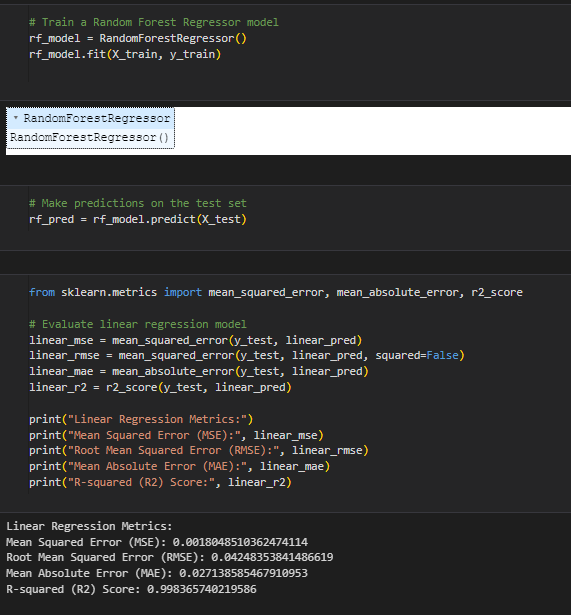 # Train a Random Forest Regressor model
rf_model = RandomForestRegressor()
rf_model.fit(X_train, y_train)
RandomForestRegressor
RandomForestRegressor()
# Make predictions on the test set
rf_pred = rf_model.predict(X_test)
from sklearn.metrics import mean_squared_error, mean_absolute_error, r2_score
# Evaluate linear regression model
linear_mse = mean_squared_error(y_test, linear_pred)
linear_rmse = mean_squared_error(y_test, linear_pred, squared=False)
linear_mae = mean_absolute_error(y_test, linear_pred)
linear_r2 = r2_score(y_test, linear_pred)
print("Linear Regression Metrics:")
print("Mean Squared Error (MSE):", linear_mse)
print("Root Mean Squared Error (RMSE):", linear_rmse)
print("Mean Absolute Error (MAE):", linear_mae)
print("R-squared (R2) Score:", linear_r2)
Linear Regression Metrics:
Mean Squared Error (MSE): 0.0018048510362474114
Root Mean Squared Error (RMSE): 0.04248353841486619
Mean Absolute Error (MAE): 0.027138585467910953
R-squared (R2) Score: 0.998365740219586